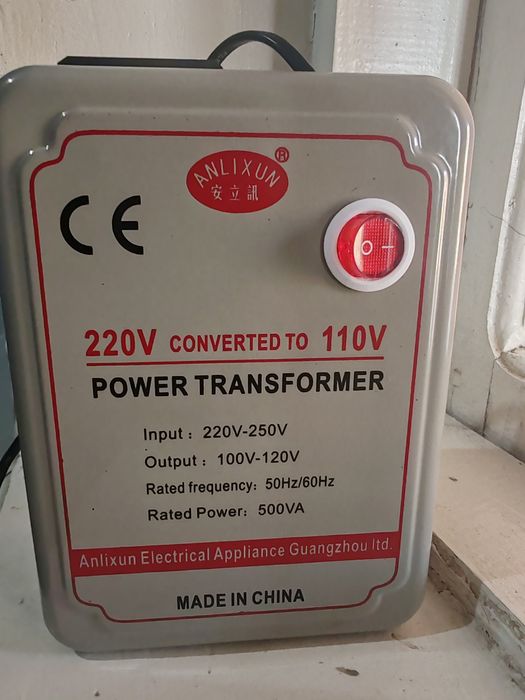 ANLIXUN ®
安立訊
CE
O –
220V CONVERTED TO 110V
POWER TRANSFORMER
Input : 220V-250V
Output : 100V-120V
Rated frequency: 50Hz/60Hz
Rated Power: 500VA
Anlixun Electrical Appliance Guangzhou ltd.
MADE IN CHINA